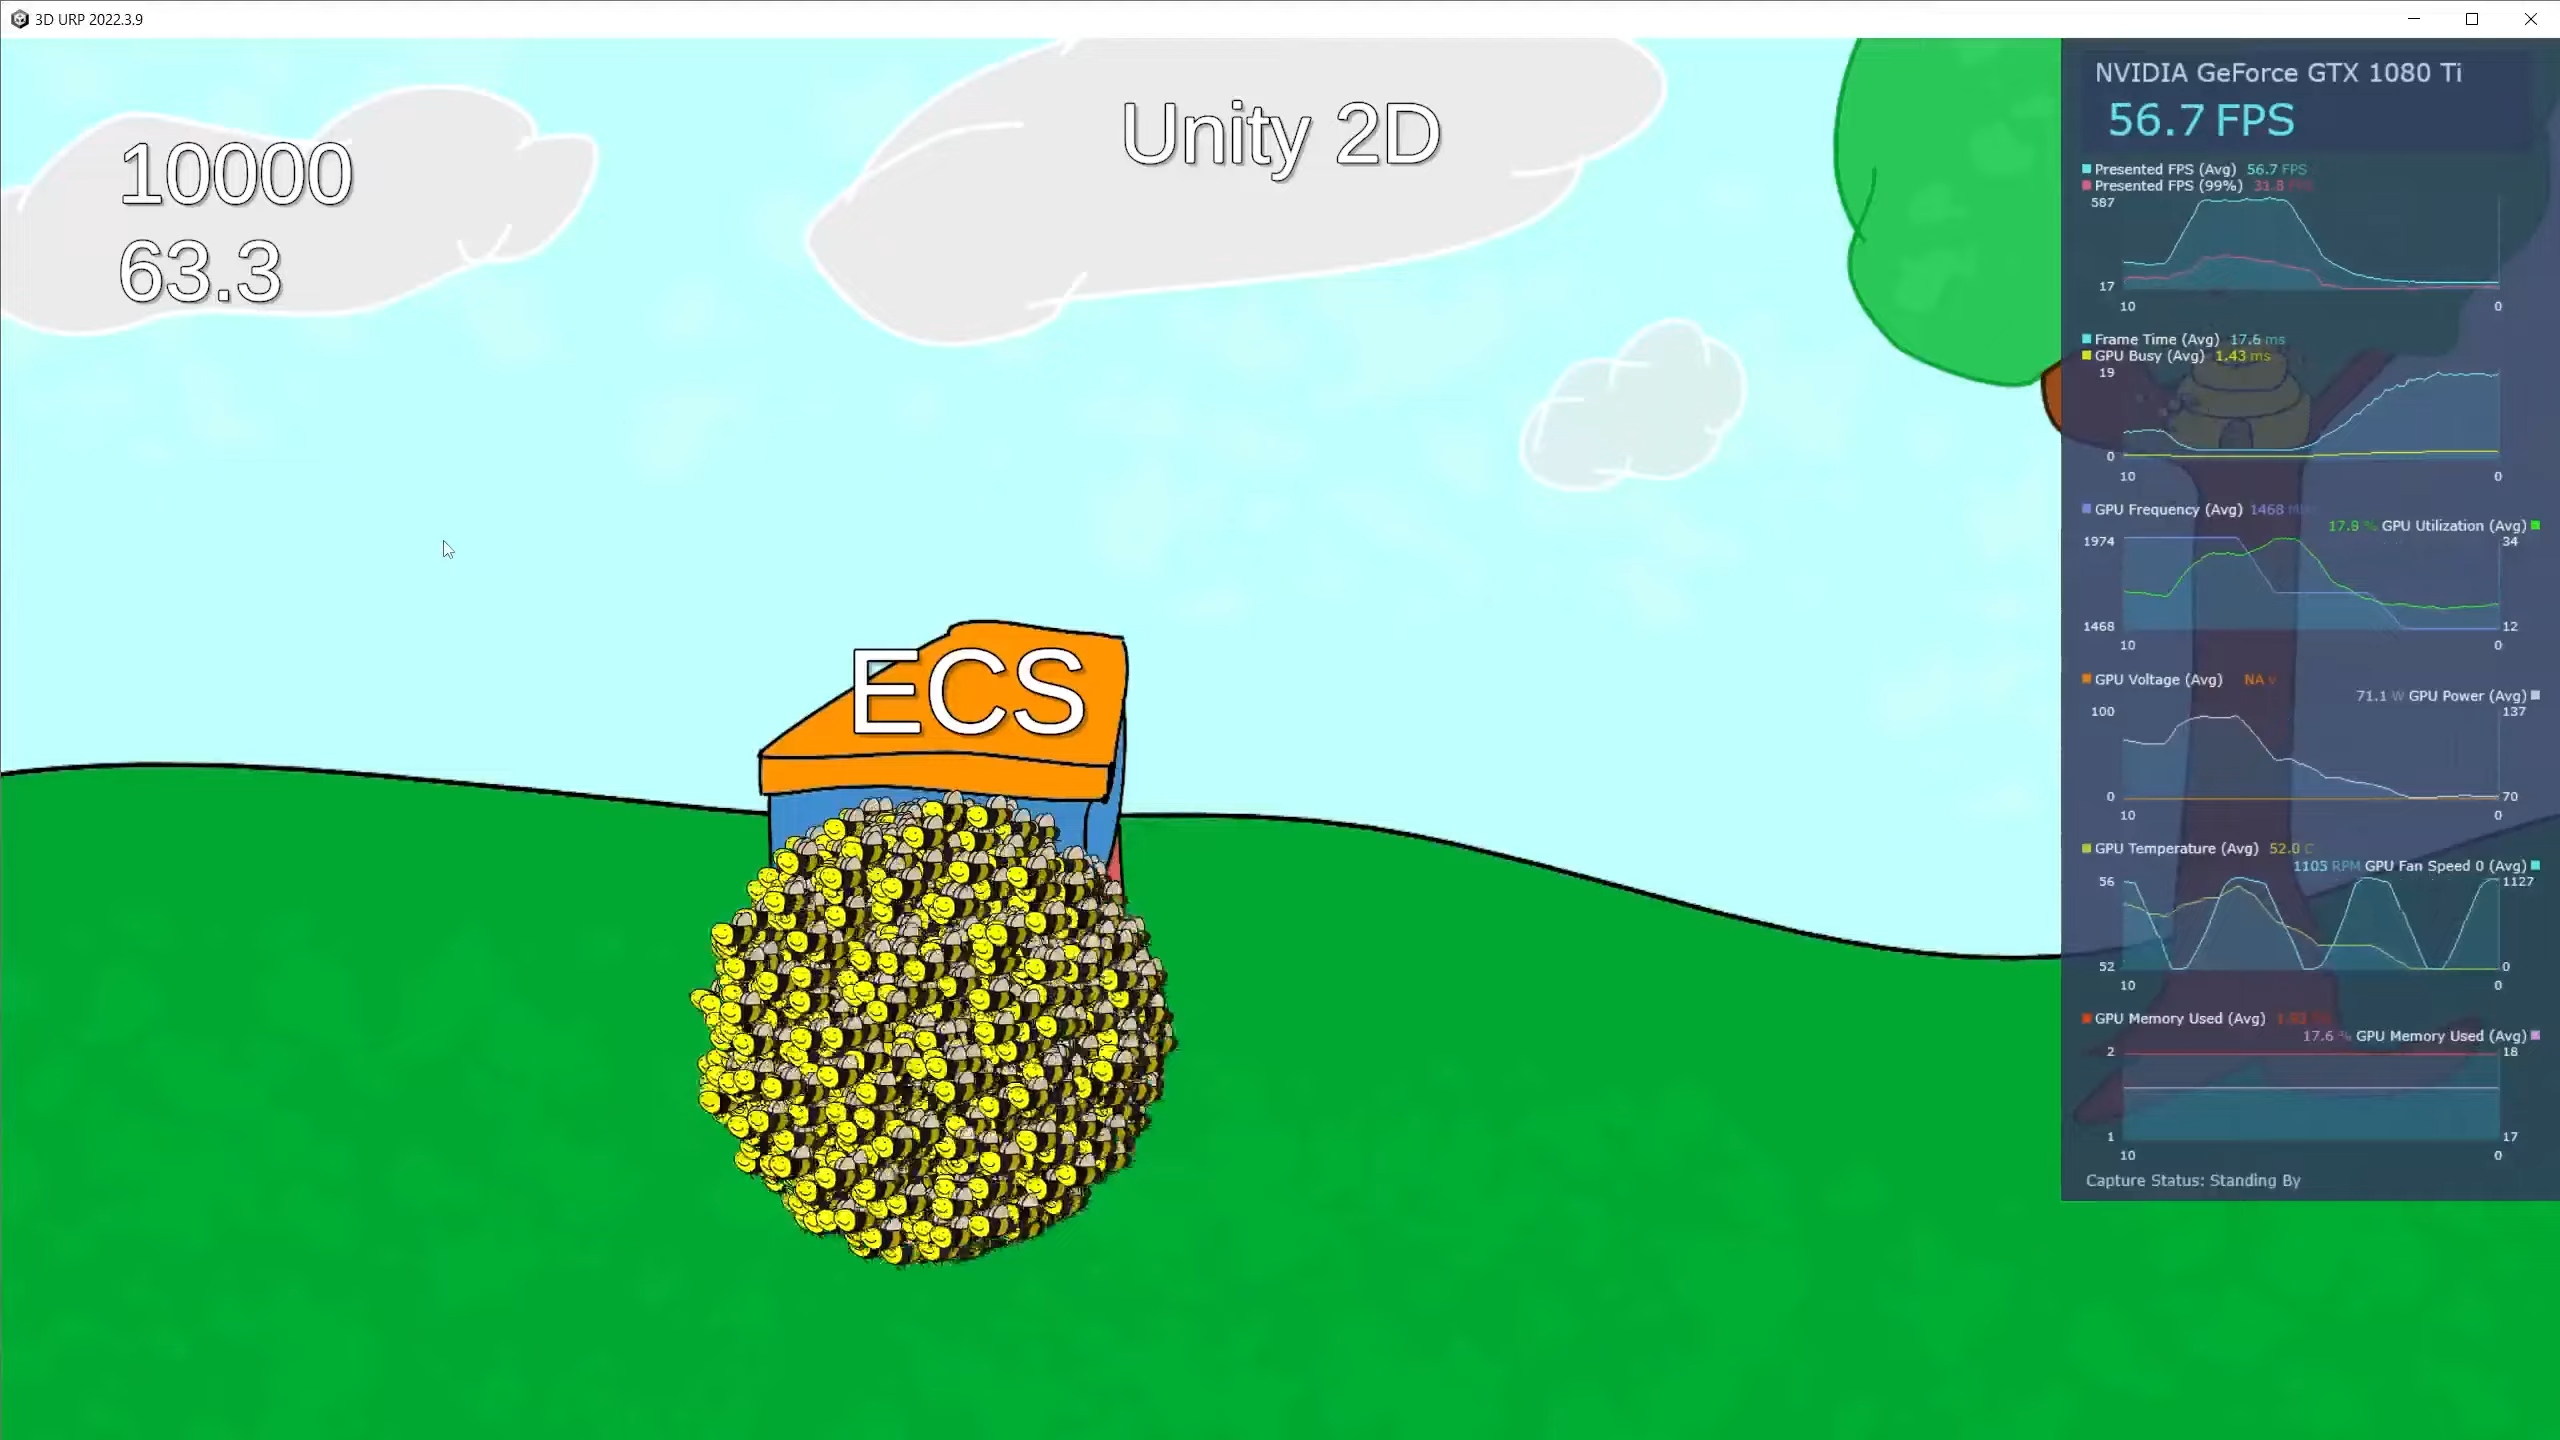 3D URP 2022.3.9
10000
63.3
Unity 2D
ECS
NVIDIA GeForce GTX 1080 Ti
56.7 FPS
Presented FPS (Avg) 56.7 FPS
Presented FPS (99%) 31.8
587
17
10 0
Frame Time (Avg) 17.6 ms
GPU Busy (Avg) 1.43 ms
19
0
10 0
GPU Frequency (Avg) 1468
17.8 % GPU Utilization (Avg)
1974 34
1468 12
10 0
GPU Voltage (Avg) NA v
71.1 W GPU Power (Avg)
100 137
0 70
10 0
GPU Temperature (Avg) 52.0 C
1105 RPM GPU Fan Speed 0 (Avg)
56 1127
52 0
10 0
GPU Memory Used (Avg)
17.6 % GPU Memory Used (Avg)
2 18
1 17
10 0
Capture Status: Standing By